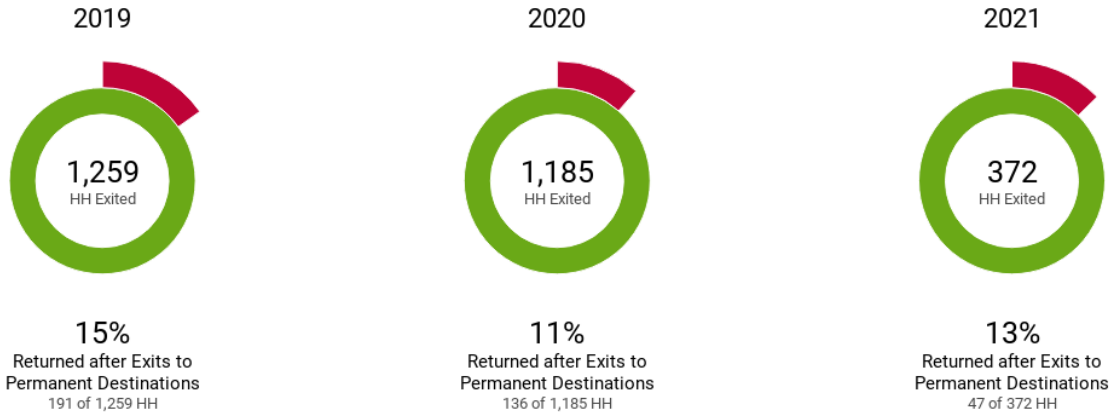 2019
1,259
HH Exited
15%
Returned after Exits to
Permanent Destinations
191 of 1,259 HH
2020
1,185
HH Exited
11%
Returned after Exits to
Permanent Destinations
136 of 1,185 HH
2021
372
HH Exited
13%
Returned after Exits to
Permanent Destinations
47 of 372 HH